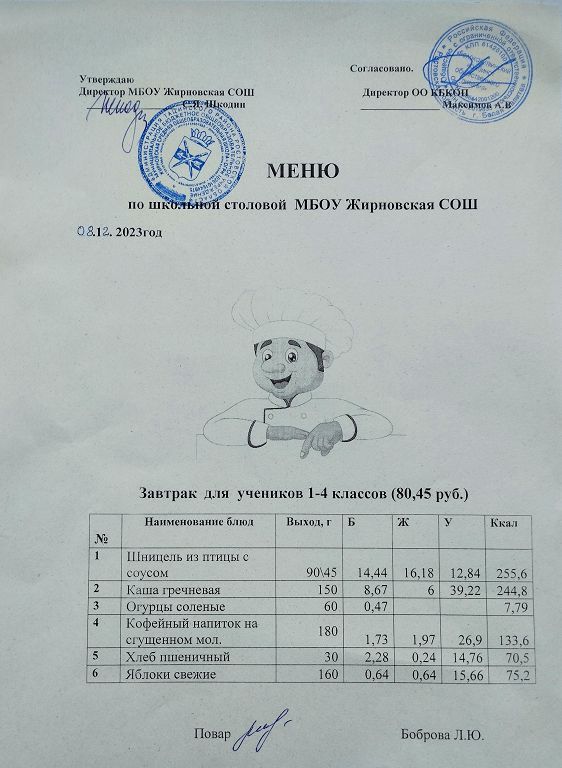 Согласовано.
Утверждаю
Директор МБОУ Жирновская СОШ
Директор ОО КБКОП
С.Я. Шкодин
Максимов А.В
МЕНЮ
по школьной столовой МБОУ Жирновская СОШ
08.12. 2023год
Завтрак для учеников 1-4 классов (80,45 руб.)
№ Наименование блюд Выход, г Б Ж У Ккал
1 Шницель из птицы с
соусом 90\45 14,44 16,18 12,84 255,6
2 Каша гречневая 150 8,67 6 39,22 244,8
3 Огурцы соленые 60 0,47 7,79
4 Кофейный напиток на
сгущенном мол. 180 1,73 1,97 26,9 133,6
5 Хлеб пшеничный 30 2,28 0,24 14,76 70,5
6 Яблоки свежие 160 0,64 0,64 15,66 75,2
Повар Боброва Л.Ю.